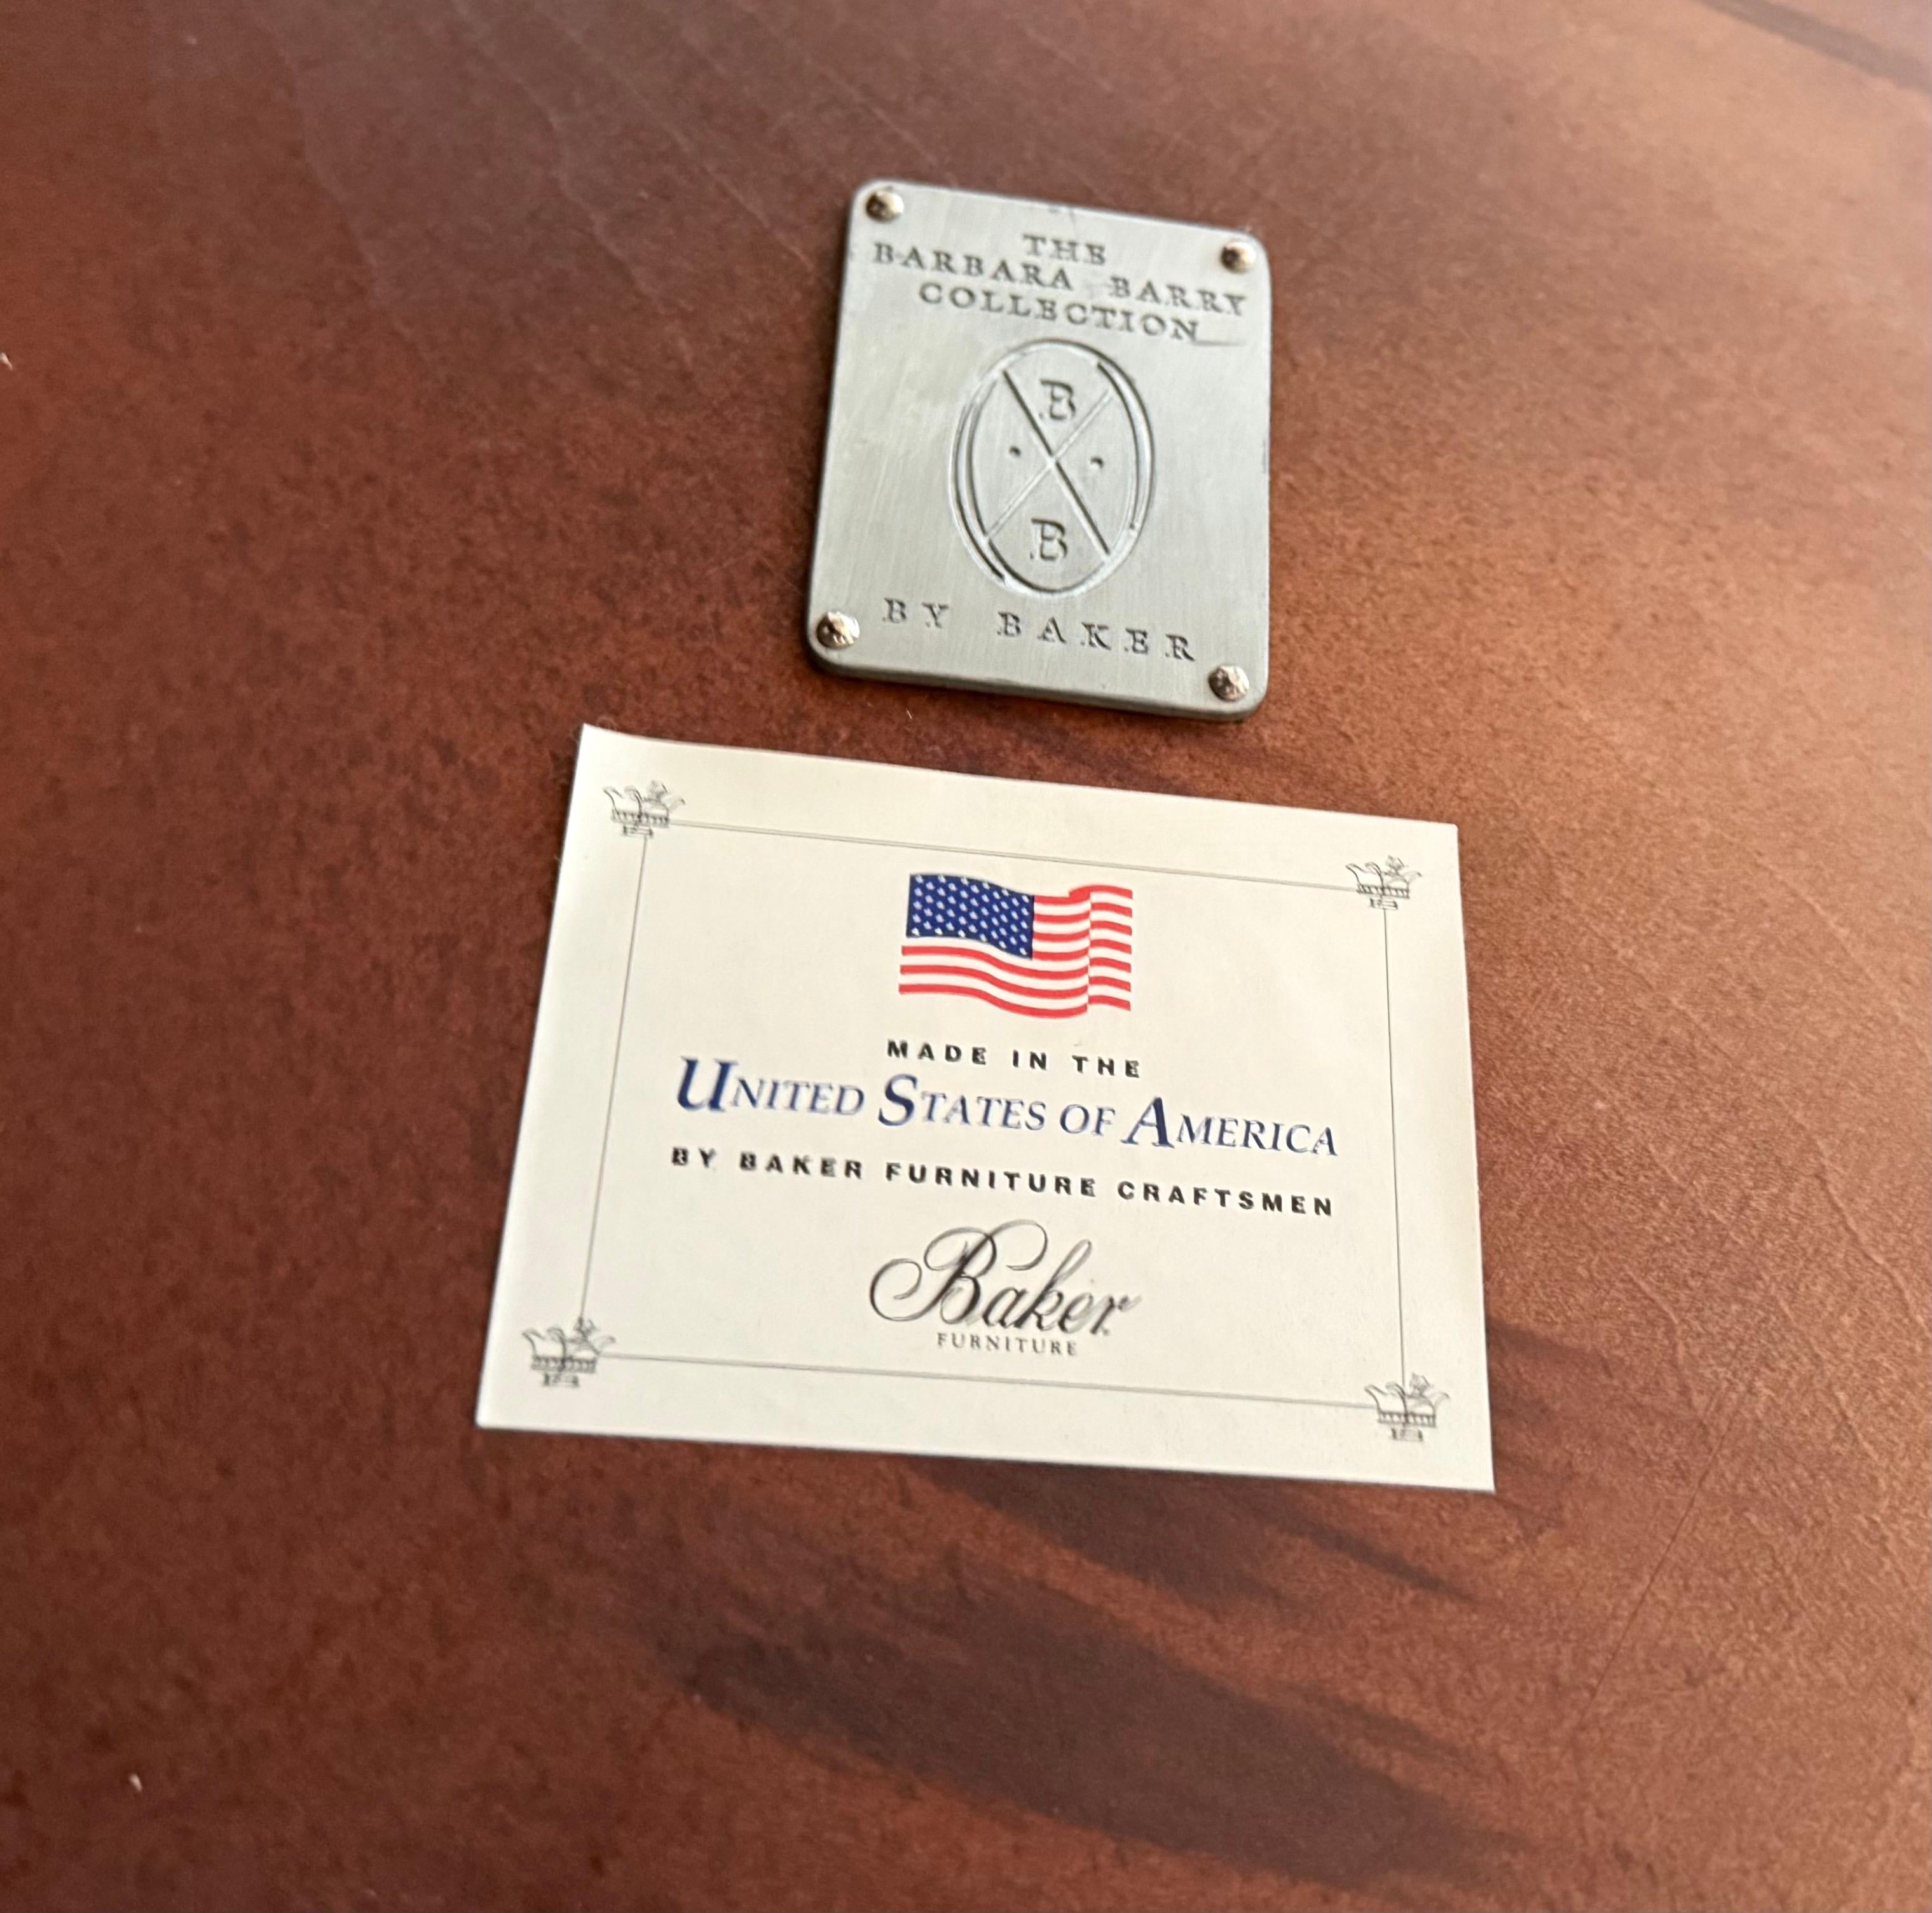 THE
BARBARA BARRY
COLLECTION
B
B
BY BAKER
MADE IN THE
UNITED STATES OF AMERICA
BY BAKER FURNITURE CRAFTSMEN
Baker
FURNITURE